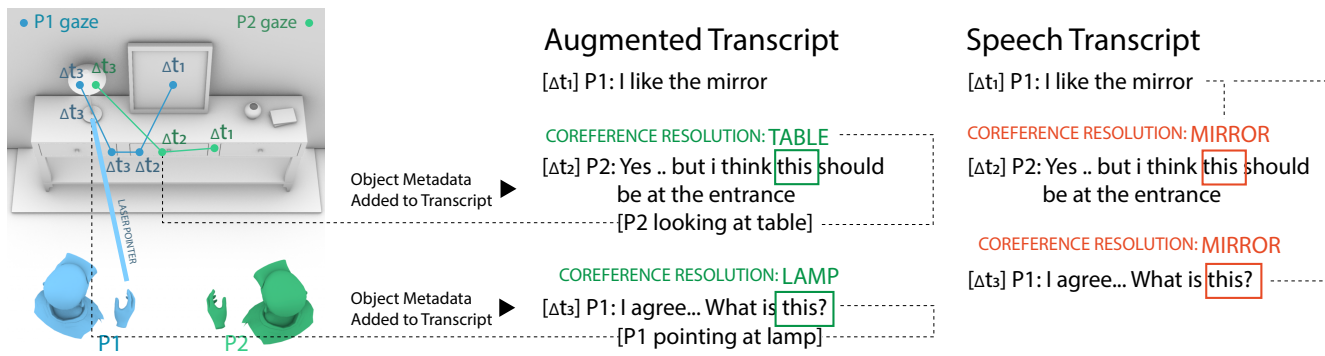 P1 gaze
P2 gaze
Δt3
Δt3
Δt1
Δt3
Δt2
Δt1
Δt3
Δt2
LASER POINTER
P1
P2
Object Metadata
Added to Transcript
Object Metadata
Added to Transcript
Augmented Transcript
[Δt1] P1: I like the mirror
COREFERENCE RESOLUTION: TABLE
[Δt2] P2: Yes .. but i think this should
be at the entrance
[P2 looking at table]
COREFERENCE RESOLUTION: LAMP
[Δt3] P1: I agree... What is this?
[P1 pointing at lamp]
Speech Transcript
[Δt1] P1: I like the mirror
COREFERENCE RESOLUTION: MIRROR
[Δt2] P2: Yes .. but i think this should
be at the entrance
COREFERENCE RESOLUTION: MIRROR
[Δt3] P1: I agree... What is this?